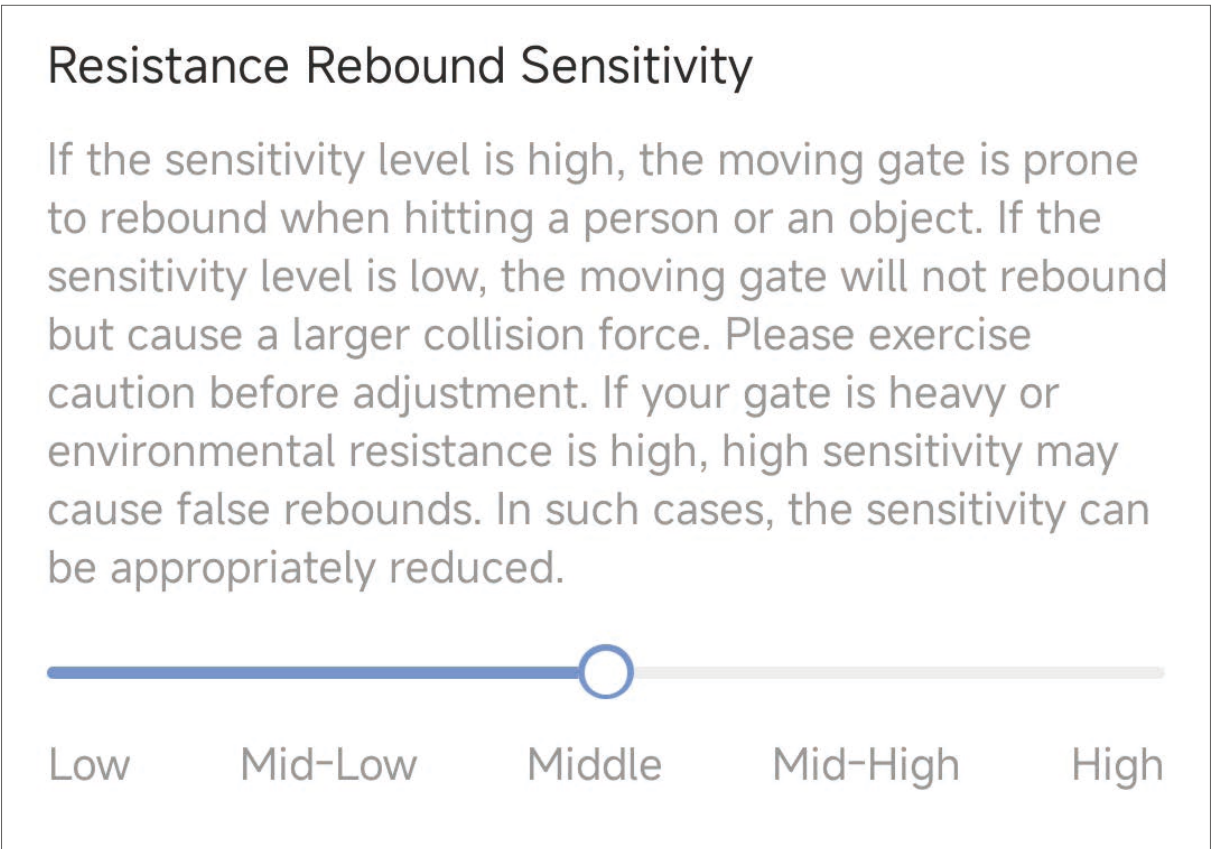 Resistance Rebound Sensitivity
If the sensitivity level is high, the moving gate is prone
to rebound when hitting a person or an object. If the
sensitivity level is low, the moving gate will not rebound
but cause a larger collision force. Please exercise
caution before adjustment. If your gate is heavy or
environmental resistance is high, high sensitivity may
cause false rebounds. In such cases, the sensitivity can
be appropriately reduced.
Low Mid-Low Middle Mid-High High